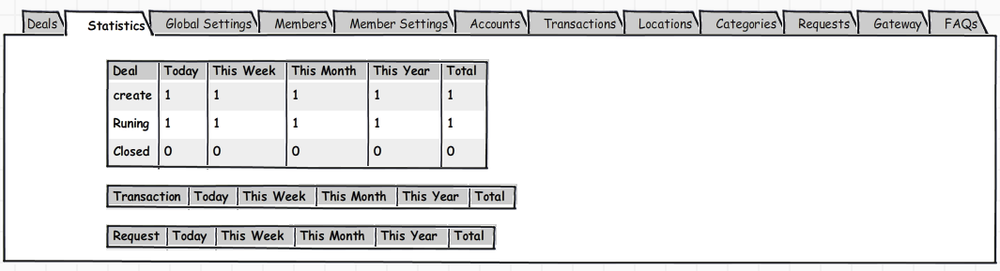 Deals Statistics Global Settings Members Member Settings Accounts Transactions Locations Categories Requests Gateway FAQs
Deal Today This Week This Month This Year Total
create 1 1 1 1 1
Runing 1 1 1 1 1
Closed 0 0 0 0 0
Transaction Today This Week This Month This Year Total
Request Today This Week This Month This Year Total